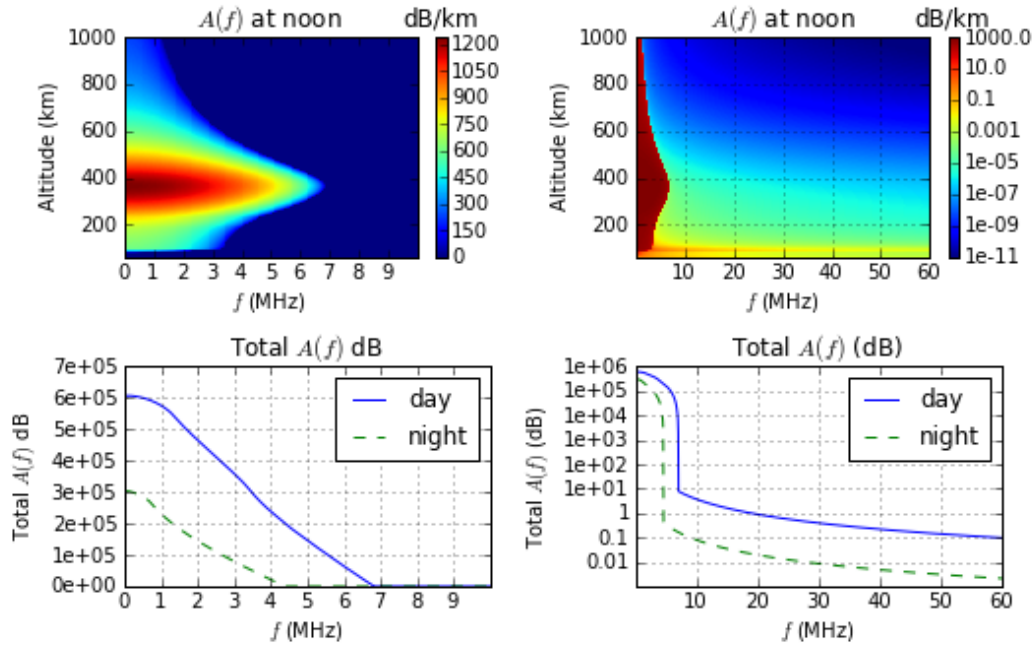 A(f) at noon
dB/km
1000
800
600
400
200
Altitude (km)
0 1 2 3 4 5 6 7 8 9
f (MHz)
1200
1050
900
750
600
450
300
150
0
A(f) at noon
dB/km
1000
800
600
400
200
Altitude (km)
10 20 30 40 50 60
f (MHz)
1000.0
10.0
0.1
0.001
1e-05
1e-07
1e-09
1e-11
Total A(f) dB
7e+05
6e+05
5e+05
4e+05
3e+05
2e+05
1e+05
0e+00
Total A(f) dB
day
night
0 1 2 3 4 5 6 7 8 9
f (MHz)
Total A(f) (dB)
1e+06
1e+05
1e+04
1e+03
1e+02
1e+01
1
0.1
0.01
Total A(f) (dB)
day
night
10 20 30 40 50 60
f (MHz)